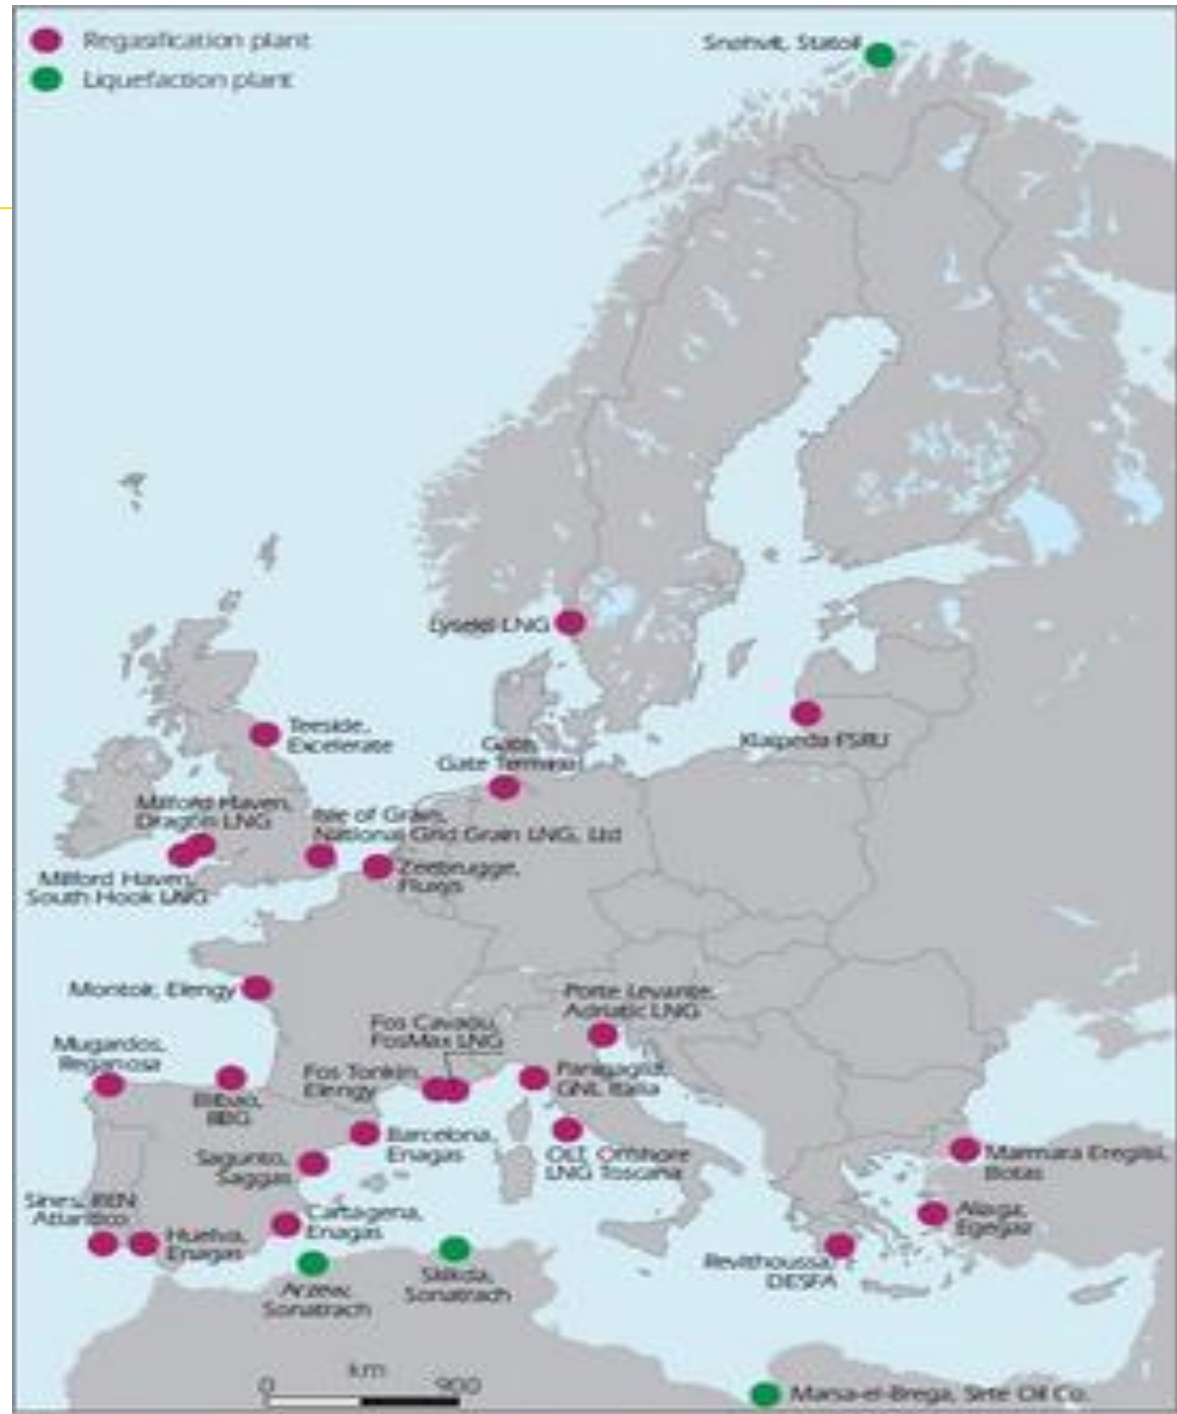 Regasification plant
Liquefaction plant
Snohvit, Statoil
Lysekil LNG
Teeside,
Excelerate
Gate,
Gate Terminal
Klaipeda FSRU
Milford Haven,
Dragon LNG
Isle of Grain,
National Grid Grain LNG, Ltd
Zeebrugge,
Fluxys
Milford Haven,
South Hook LNG
Montoir, Elengy
Porte Levante,
Adriatic LNG
Fos Cavaou,
FosMax LNG
Mugardos,
Reganosa
Fos Tonkin,
Elengy
Panigaglia,
GNL Italia
Bilbao,
BBG
Barcelona,
Enagas
OLT, Offshore
LNG Toscana
Marmara Ereglisi,
Botas
Sagunto,
Saggas
Sines, REN
Atlantico
Cartagena,
Enagas
Aliaga,
Egegaz
Huelva,
Enagas
Revithoussa,
DESFA
Arzew,
Sonatrach
Skikda,
Sonatrach
km
0 900
Marsa-el-Brega, Sirte Oil Co.